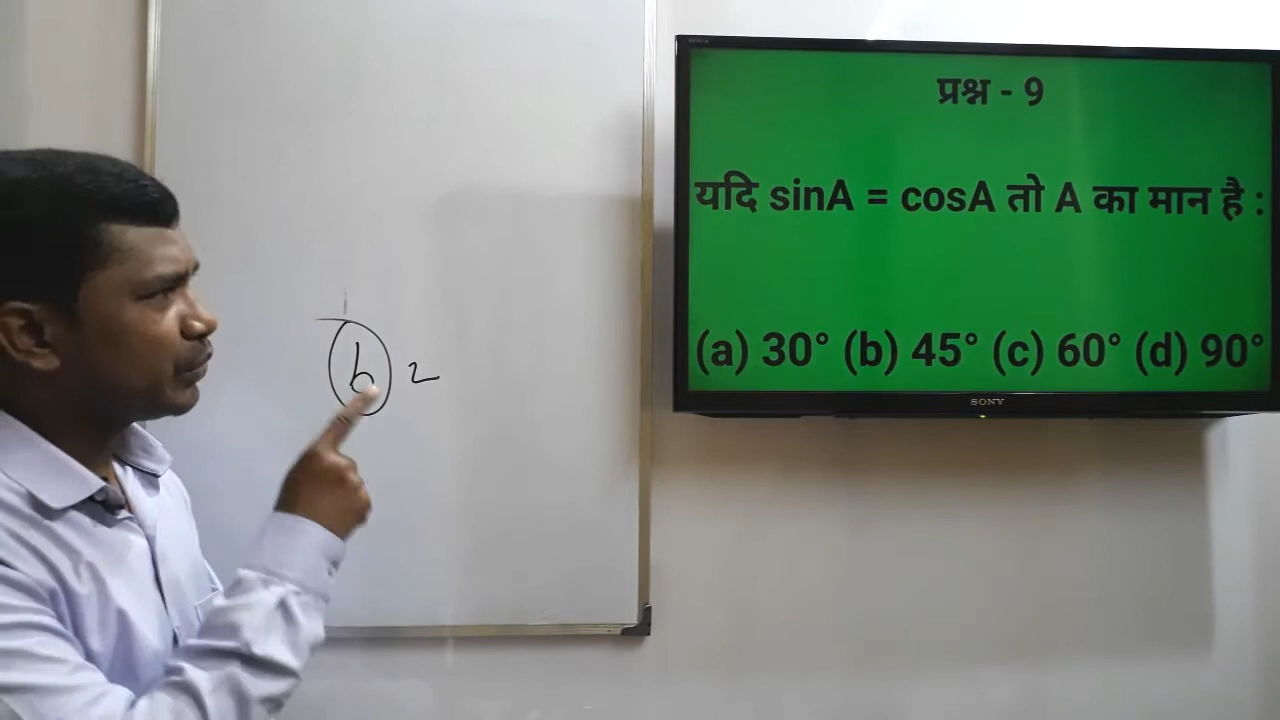 प्रश्न - 9
यदि sinA = cosA तो A का मान है :
(a) 30° (b) 45° (c) 60° (d) 90°
SONY
b 2